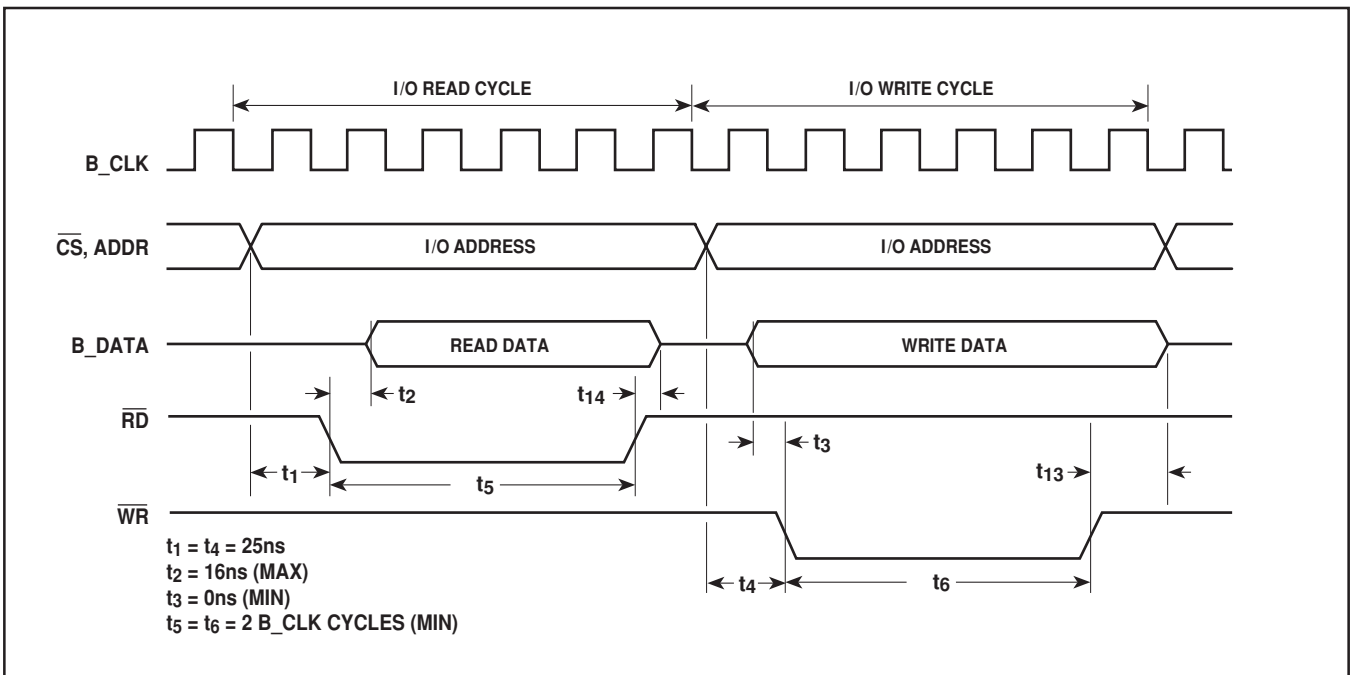 I/O READ CYCLE I/O WRITE CYCLE
B_CLK
CS, ADDR I/O ADDRESS I/O ADDRESS
B_DATA READ DATA WRITE DATA
t2 t14
RD
t3
t1 t5 t13
WR
t1 = t4 = 25ns
t2 = 16ns (MAX)
t4 t6
t3 = 0ns (MIN)
t5 = t6 = 2 B_CLK CYCLES (MIN)